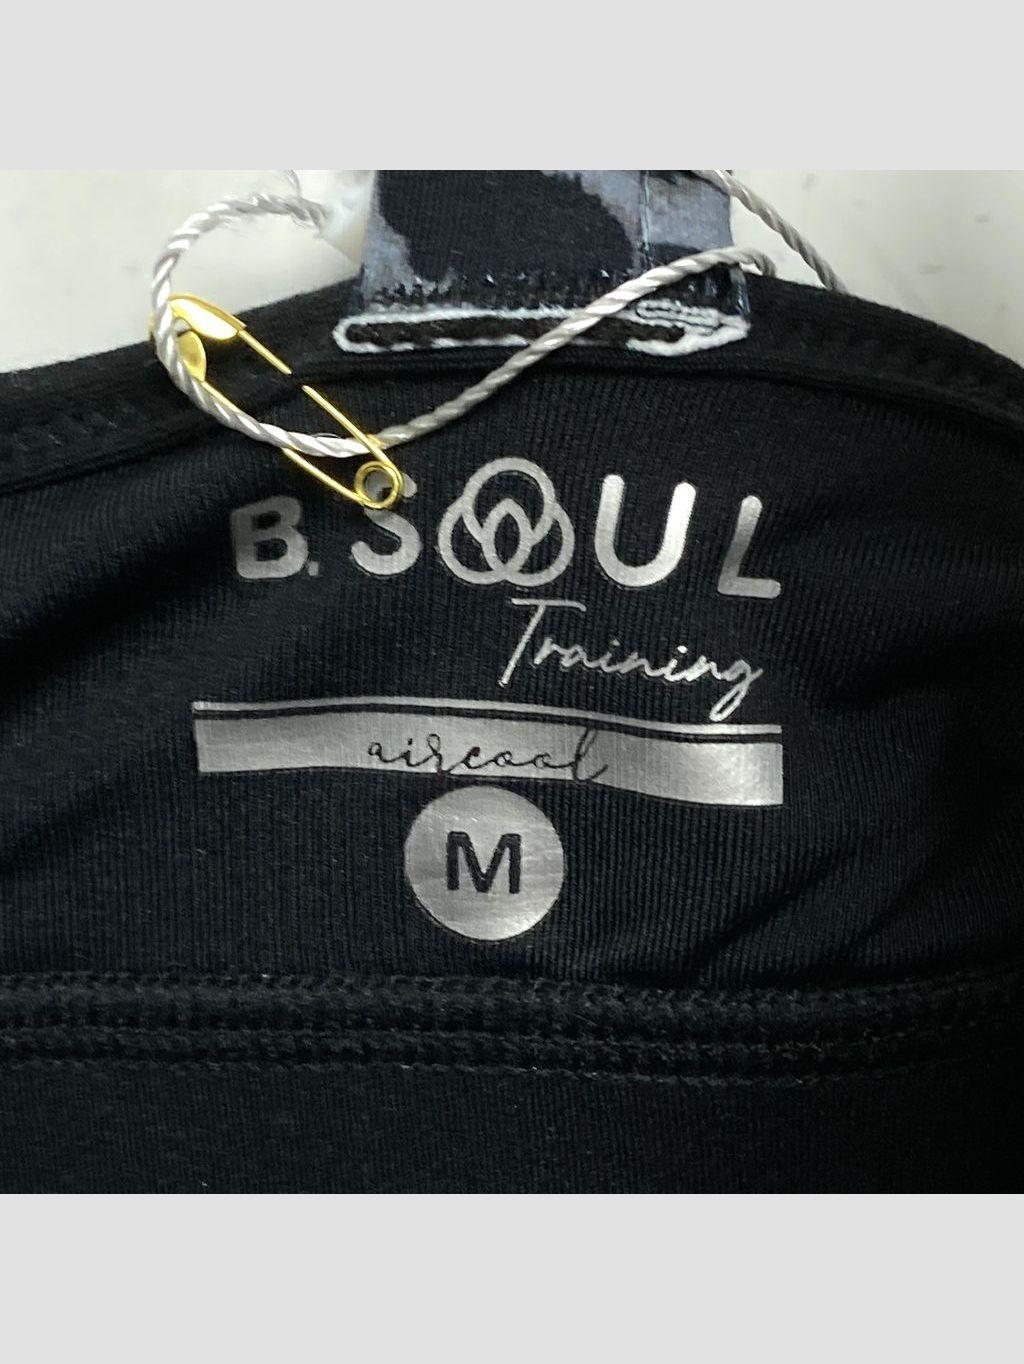 B. SOUL
Training
aircool
M